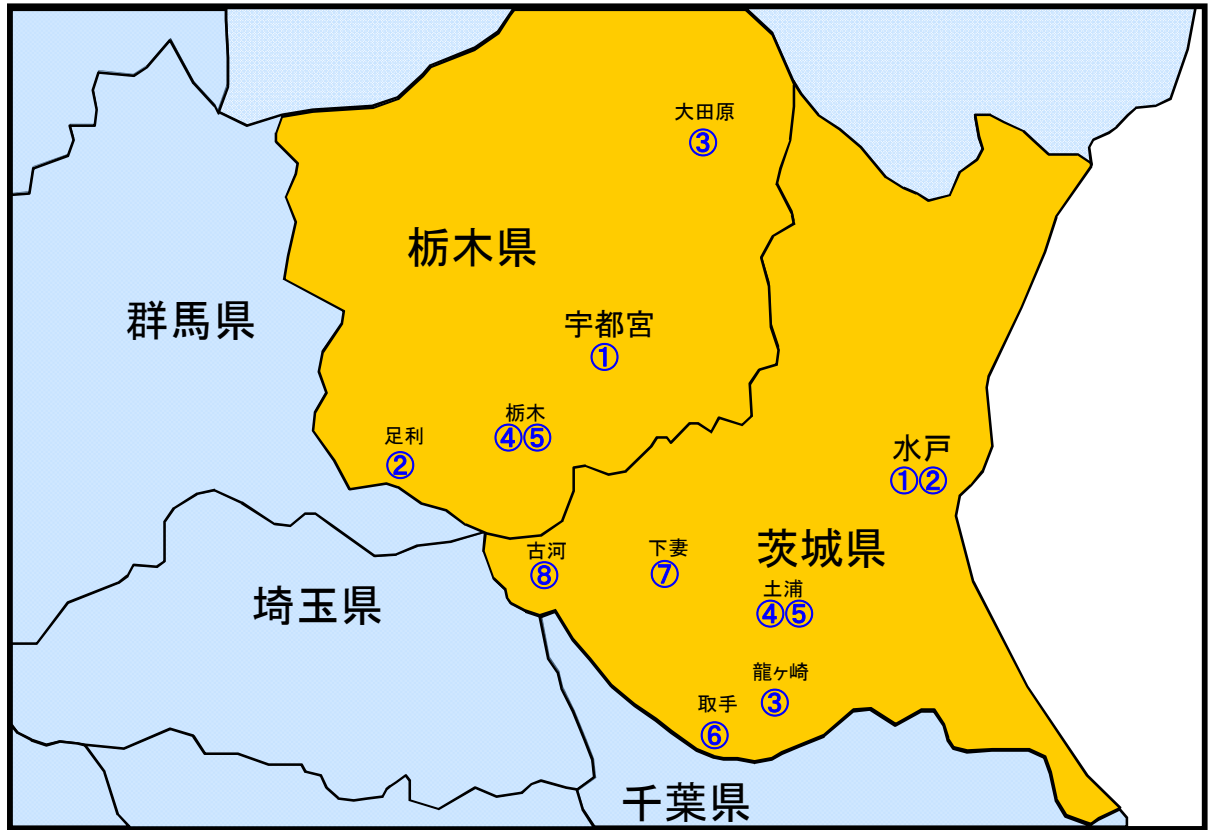 大田原
③
栃木県
群馬県
宇都宮
①
栃木
④⑤
足利
②
水戸
①②
古河
⑧
下妻
⑦
茨城県
土浦
④⑤
埼玉県
龍ヶ崎
③
取手
⑥
千葉県